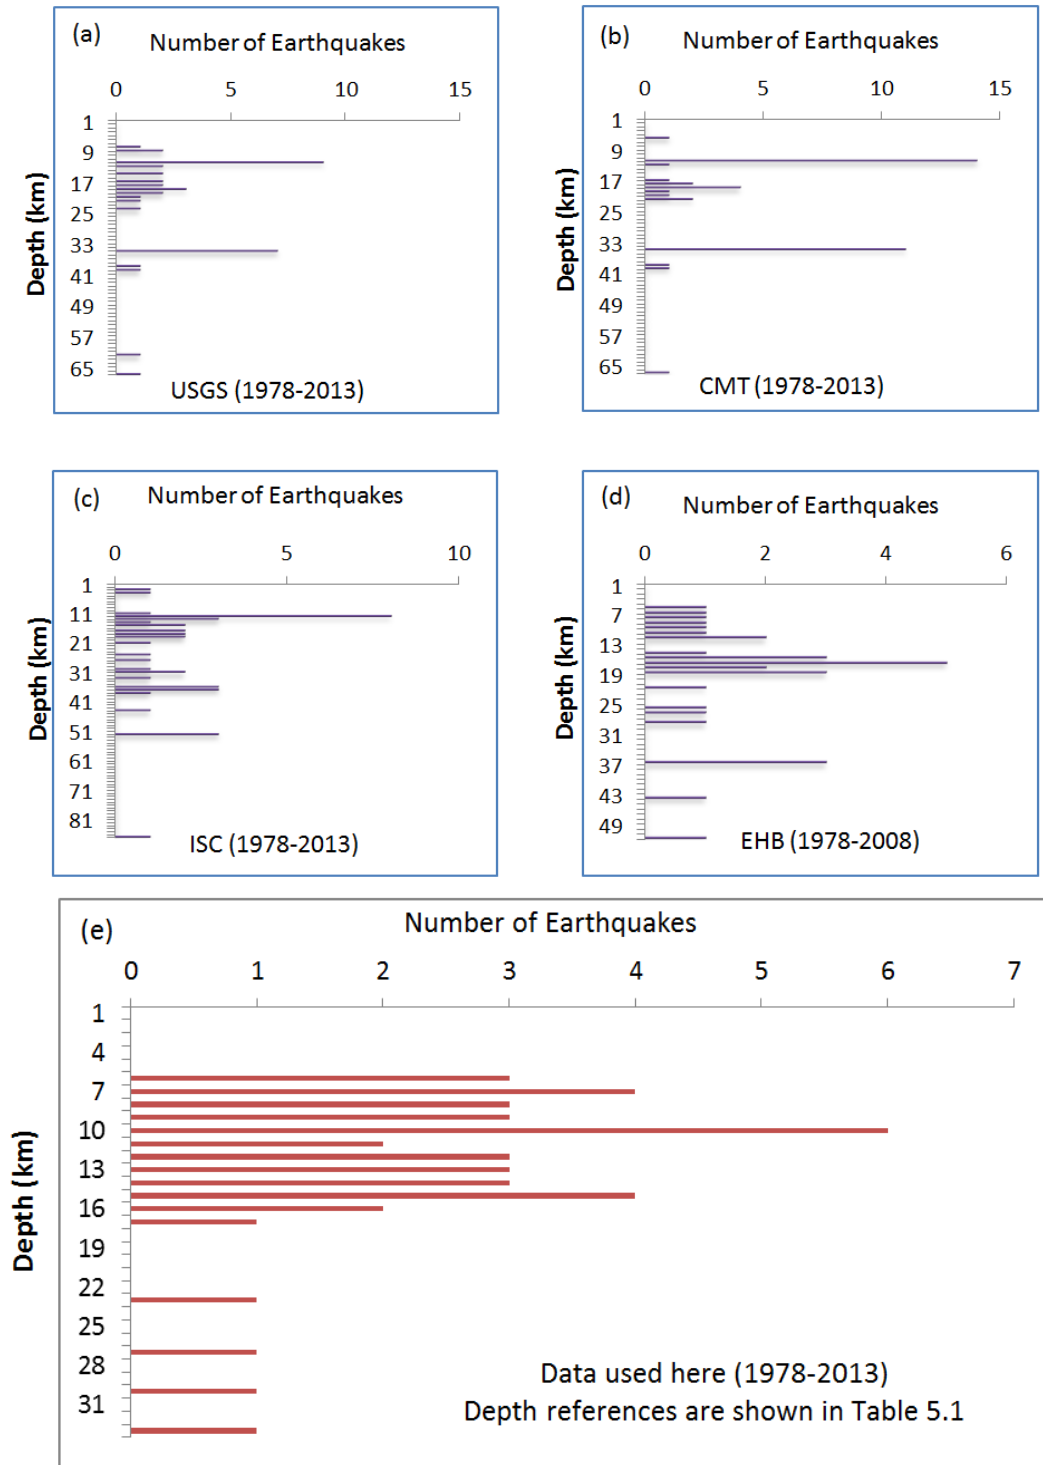 (a)
Number of Earthquakes
0 5 10 15
1
9
17
25
33
41
49
57
65
Depth (km)
USGS (1978-2013)
(b)
Number of Earthquakes
0 5 10 15
1
9
17
25
33
41
49
57
65
Depth (km)
CMT (1978-2013)
(c)
Number of Earthquakes
0 5 10
1
11
21
31
41
51
61
71
81
Depth (km)
ISC (1978-2013)
(d)
Number of Earthquakes
0 2 4 6
1
7
13
19
25
31
37
43
49
Depth (km)
EHB (1978-2008)
(e)
Number of Earthquakes
0 1 2 3 4 5 6 7
1
4
7
10
13
16
19
22
25
28
31
Depth (km)
Data used here (1978-2013)
Depth references are shown in Table 5.1